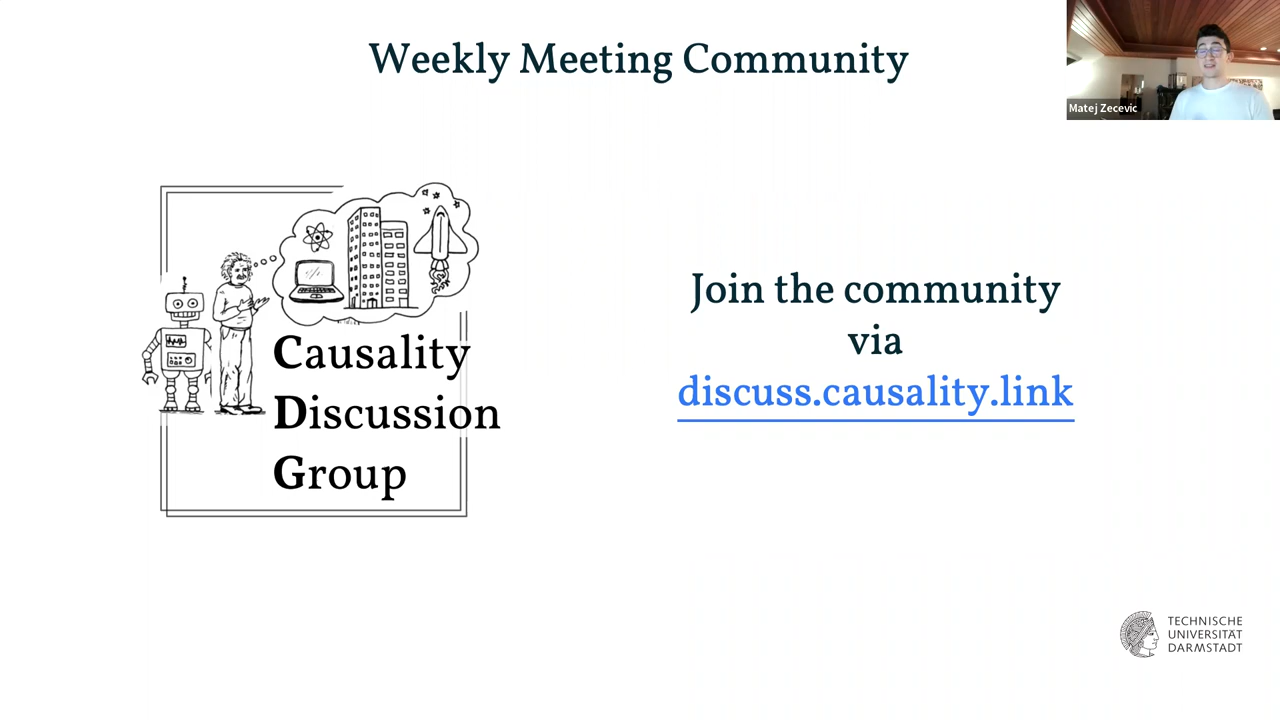 Weekly Meeting Community
Matej Zecevic
Causality
Discussion
Group
Join the community
via
discuss.causality.link
TECHNISCHE
UNIVERSITÄT
DARMSTADT